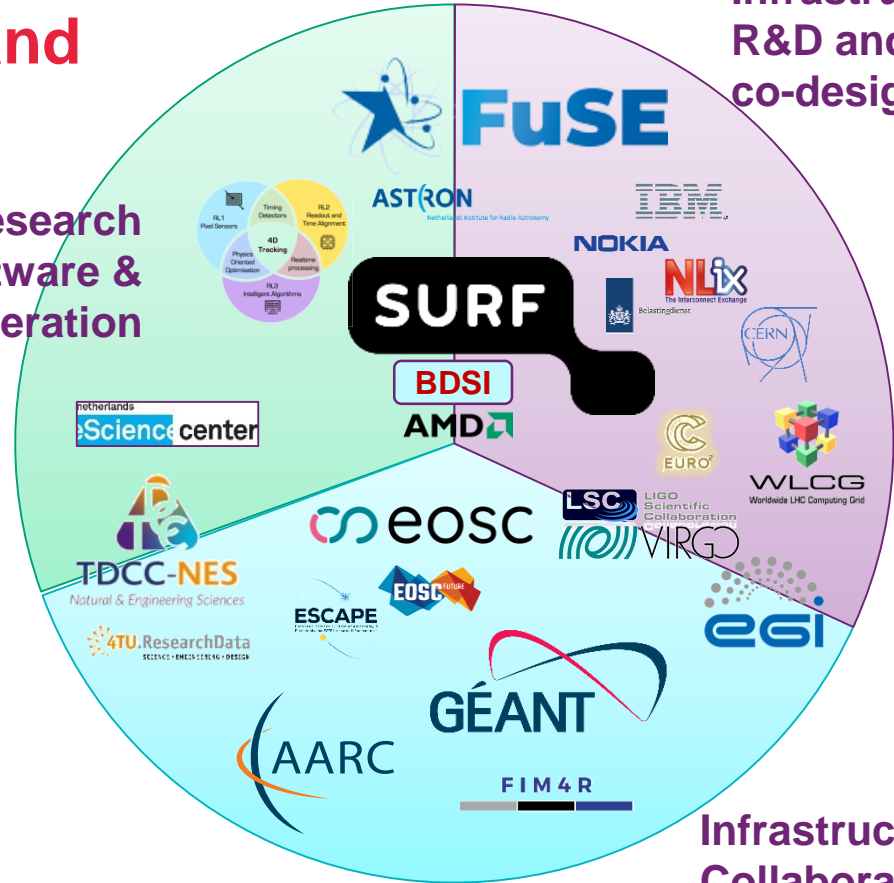 and
Infrastru
R&D and
co-desig
FuSE
ASTRON
Netherlands Institute for Radio Astronomy
RL1
Pixel Sensors
Timing
Detectors
RL2
Readout and
Time Alignment
4D
Tracking
Physics
Oriented
Optimisation
Realtime
processing
RL3
Intelligent Algorithms
IBM
NOKIA
NLix
The Interconnect Exchange
Belastingdienst
CERN
esearch
tware &
eration
SURF
BDSI
AMD
netherlands
eScience center
EURO²
WLCG
Worldwide LHC Computing Grid
LSC
LIGO
Scientific
Collaboration
VIRGO
eosc
TDCC-NES
Natural & Engineering Sciences
EOSC FUTURE
ESCAPE
egi
4TU.ResearchData
SCIENCE · ENGINEERING · DESIGN
GÉANT
AARC
FIM4R
Infrastruc
Collabora